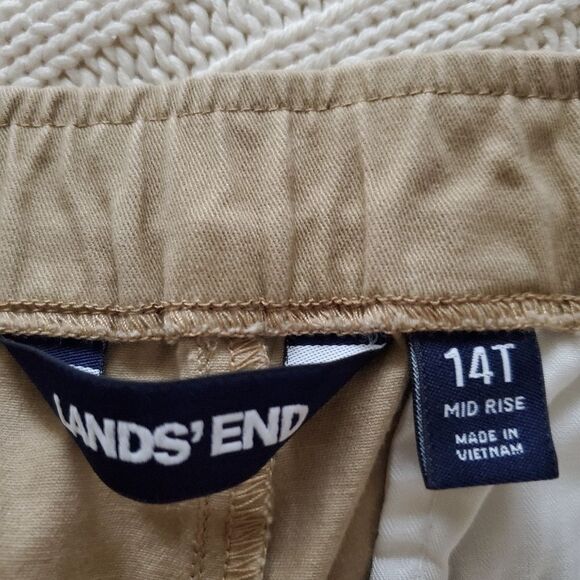 LANDS' END
14T
MID RISE
MADE IN
VIETNAM